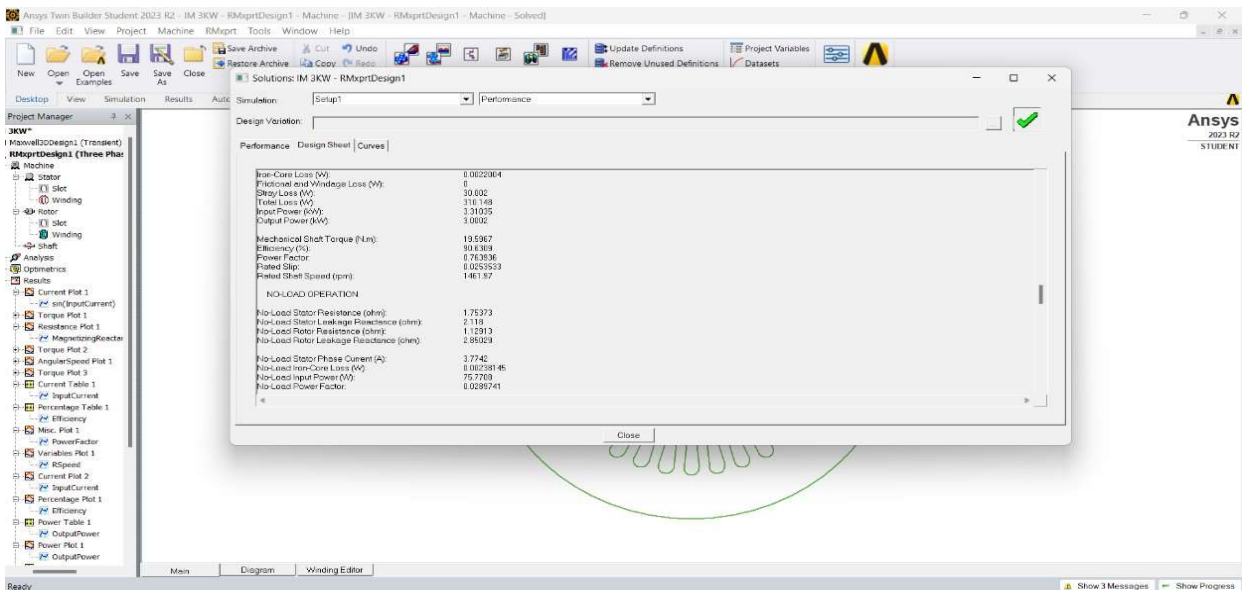 Ansys Twin Builder Student 2023 R2 - IM 3KW - RMxprtDesign1 - Machine - [IM 3KW - RMxprtDesign1 - Machine - Solved]
File Edit View Project Machine RMxprt Tools Window Help
New Open Open Examples Save Save As Close
Save Archive Cut Undo
Restore Archive Copy Redo
Update Definitions Project Variables
Remove Unused Definitions Datasets
Desktop View Simulation Results
Ansys
2023 R2
STUDENT
Project Manager
3KW*
Maxwell3DDesign1 (Transient)
RMxprtDesign1 (Three Phas
Machine
Stator
Slot
Winding
Rotor
Slot
Winding
Shaft
Analysis
Optimetrics
Results
Current Plot 1
sin(InputCurrent)
Torque Plot 1
Resistance Plot 1
MagnetizingReactan
Torque Plot 2
AngularSpeed Plot 1
Torque Plot 3
Current Table 1
InputCurrent
Percentage Table 1
Efficiency
Misc. Plot 1
PowerFactor
Variables Plot 1
RSpeed
Current Plot 2
InputCurrent
Percentage Plot 1
Efficiency
Power Table 1
OutputPower
Power Plot 1
OutputPower
Solutions: IM 3KW - RMxprtDesign1
Simulation: Setup1 Performance
Design Variation:
Performance Design Sheet Curves
Iron-Core Loss (W): 0.0022004
Frictional and Windage Loss (W): 0
Stray Loss (W): 30.002
Total Loss (W): 310.148
Input Power (kW): 3.31035
Output Power (kW): 3.0002
Mechanical Shaft Torque (N.m): 19.5967
Efficiency (%): 90.6309
Power Factor: 0.763936
Rated Slip: 0.0253533
Rated Shaft Speed (rpm): 1461.97
NO-LOAD OPERATION
No-Load Stator Resistance (ohm): 1.75373
No-Load Stator Leakage Reactance (ohm): 2.118
No-Load Rotor Resistance (ohm): 1.12913
No-Load Rotor Leakage Reactance (ohm): 2.85029
No-Load Stator Phase Current (A): 3.7742
No-Load Iron-Core Loss (W): 0.00238145
No-Load Input Power (W): 75.7708
No-Load Power Factor: 0.0289741
Close
Main Diagram Winding Editor
Ready
Show 3 Messages Show Progress